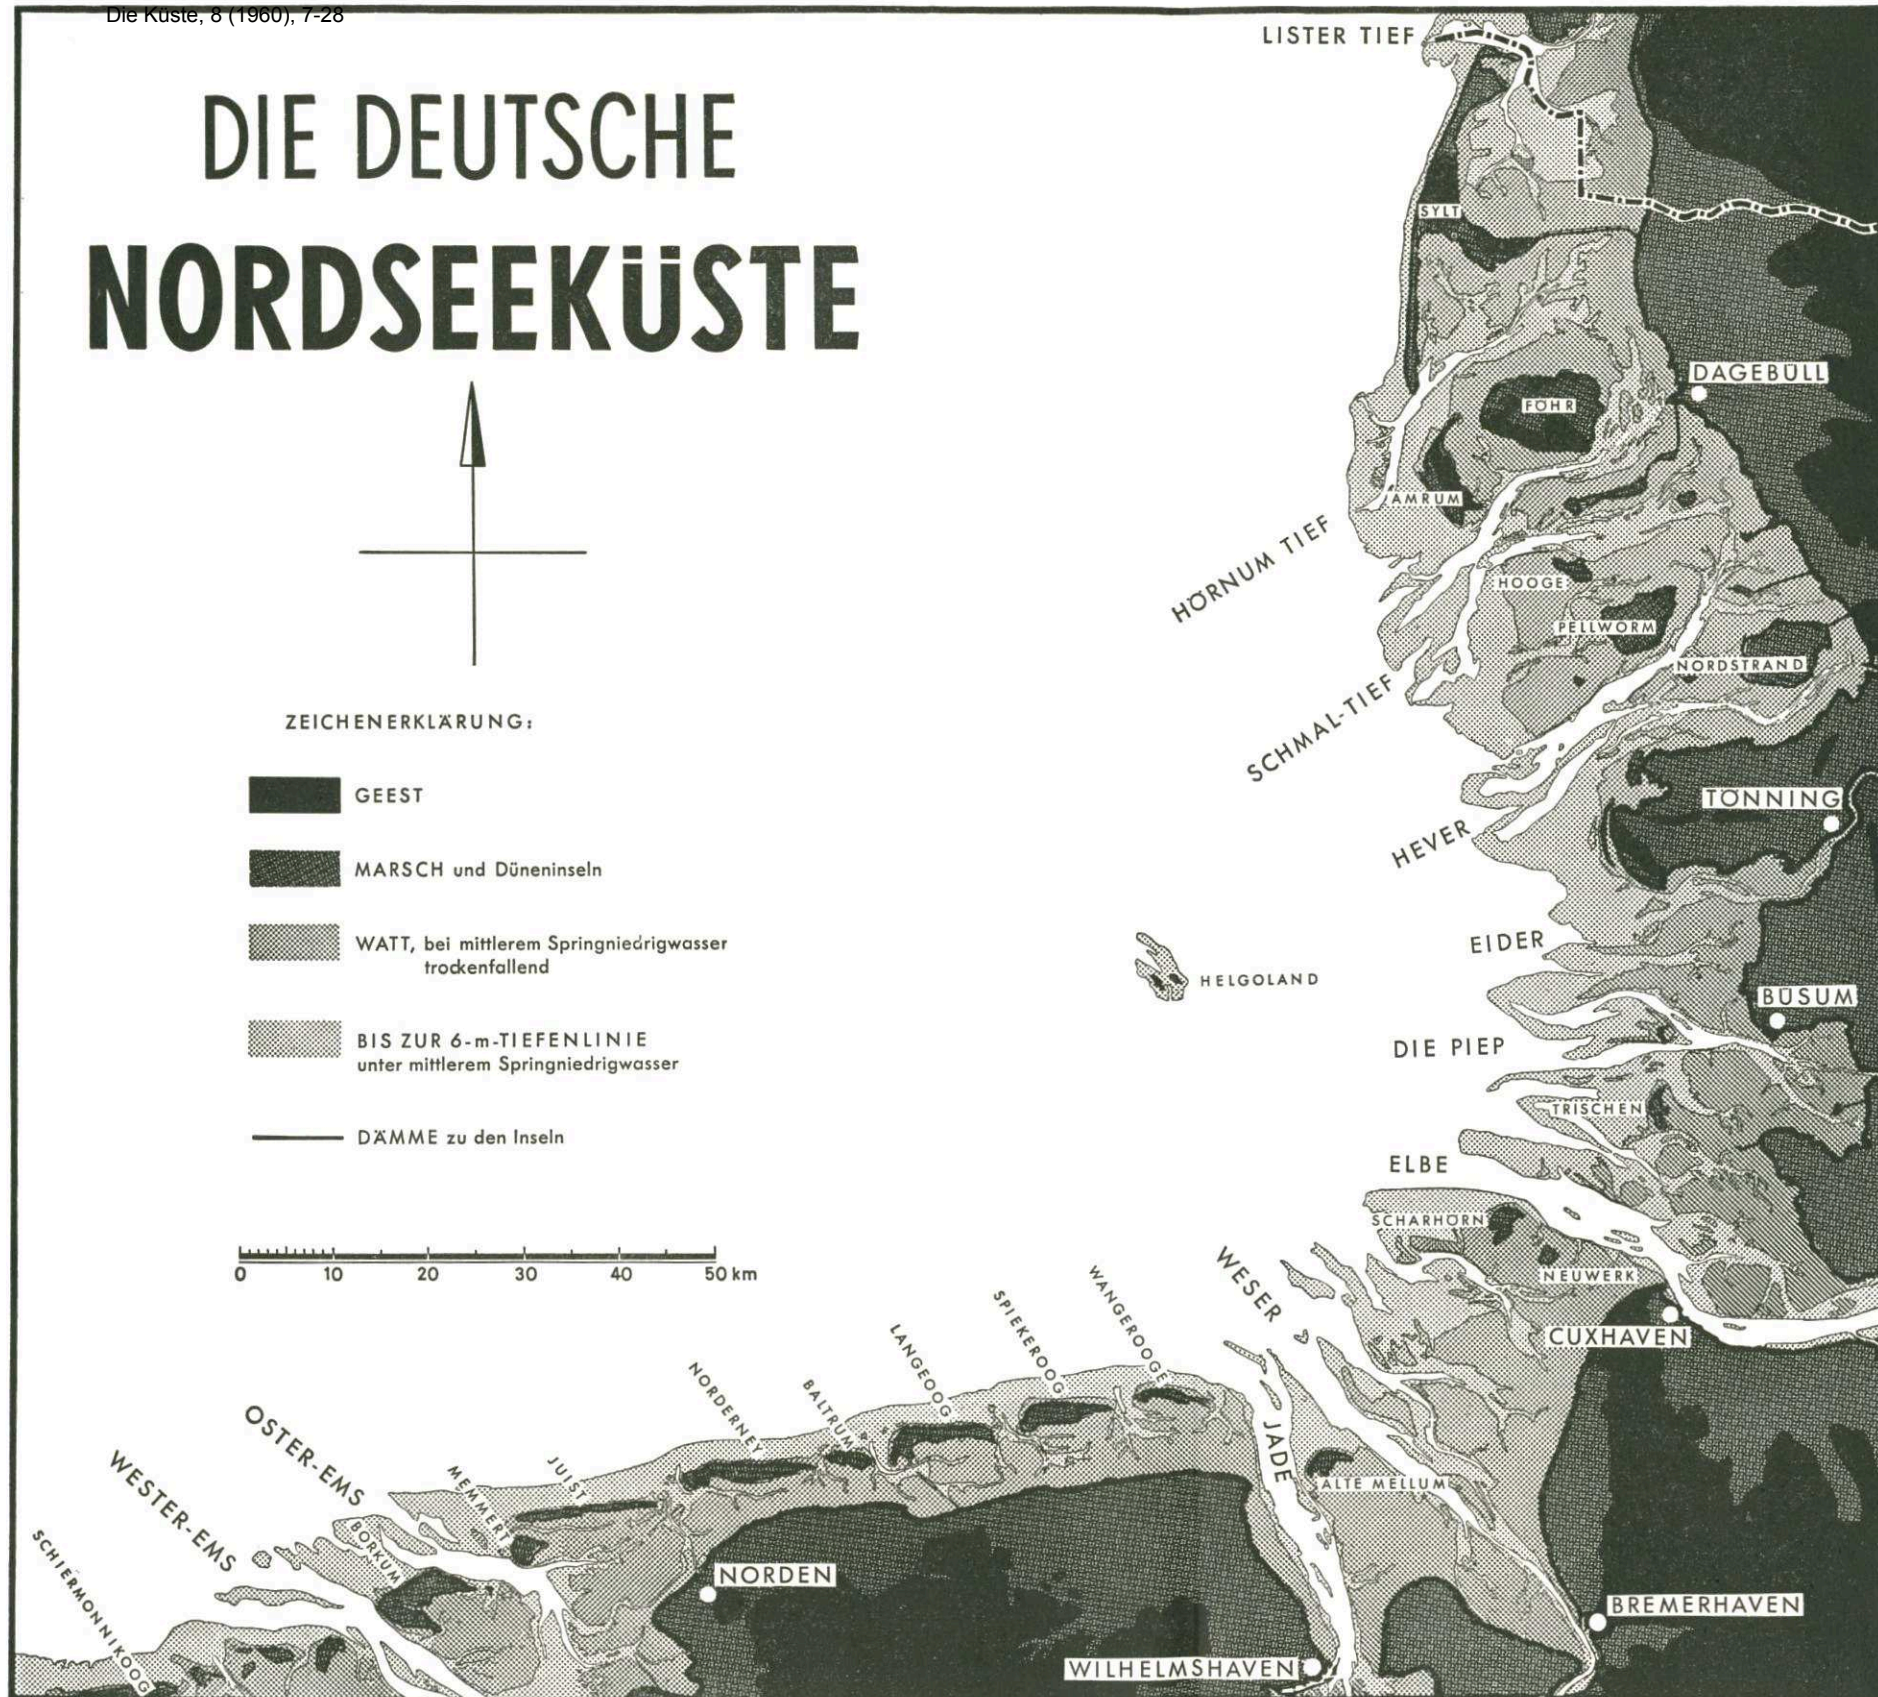 Die Küste, 8 (1960), 7-28
DIE DEUTSCHE
NORDSEEKÜSTE
ZEICHENERKLÄRUNG:
GEEST
MARSCH und Düneninseln
WATT, bei mittlerem Springniedrigwasser
trockenfallend
BIS ZUR 6-m-TIEFENLINIE
unter mittlerem Springniedrigwasser
DÄMME zu den Inseln
0 10 20 30 40 50 km
LISTER TIEF
SYLT
DAGEBÜLL
FÖHR
AMRUM
HÖRNUM TIEF
HOOGE
PELLWORM
NORDSTRAND
SCHMAL-TIEF
TÖNNING
HEVER
EIDER
HELGOLAND
BÜSUM
DIE PIEP
TRISCHEN
ELBE
SCHARHÖRN
NEUWERK
CUXHAVEN
WESER
WANGEROOGE
SPIEKEROOG
LANGEOOG
BALTRUM
NORDERNEY
JUIST
MEMMERT
OSTER-EMS
BORKUM
WESTER-EMS
SCHIERMONNIKOOG
JADE
ALTE MELLUM
NORDEN
BREMERHAVEN
WILHELMSHAVEN